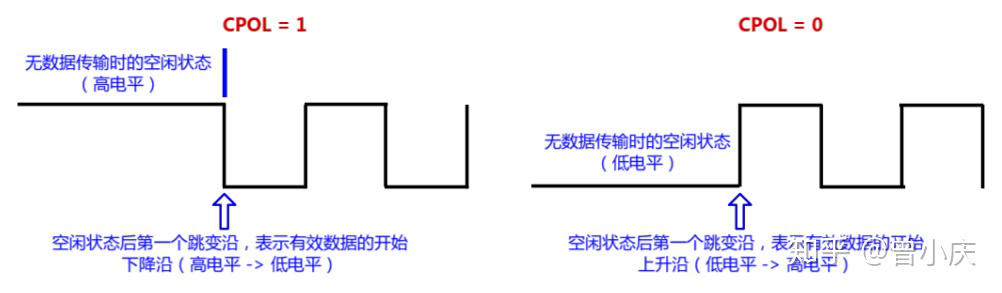 CPOL = 1
无数据传输时的空闲状态
（高电平）
空闲状态后第一个跳变沿，表示有效数据的开始
下降沿（高电平 -> 低电平）
CPOL = 0
无数据传输时的空闲状态
（低电平）
空闲状态后第一个跳变沿，表示有效数据的开始
上升沿（低电平 -> 高电平）
知乎 @曾小庆